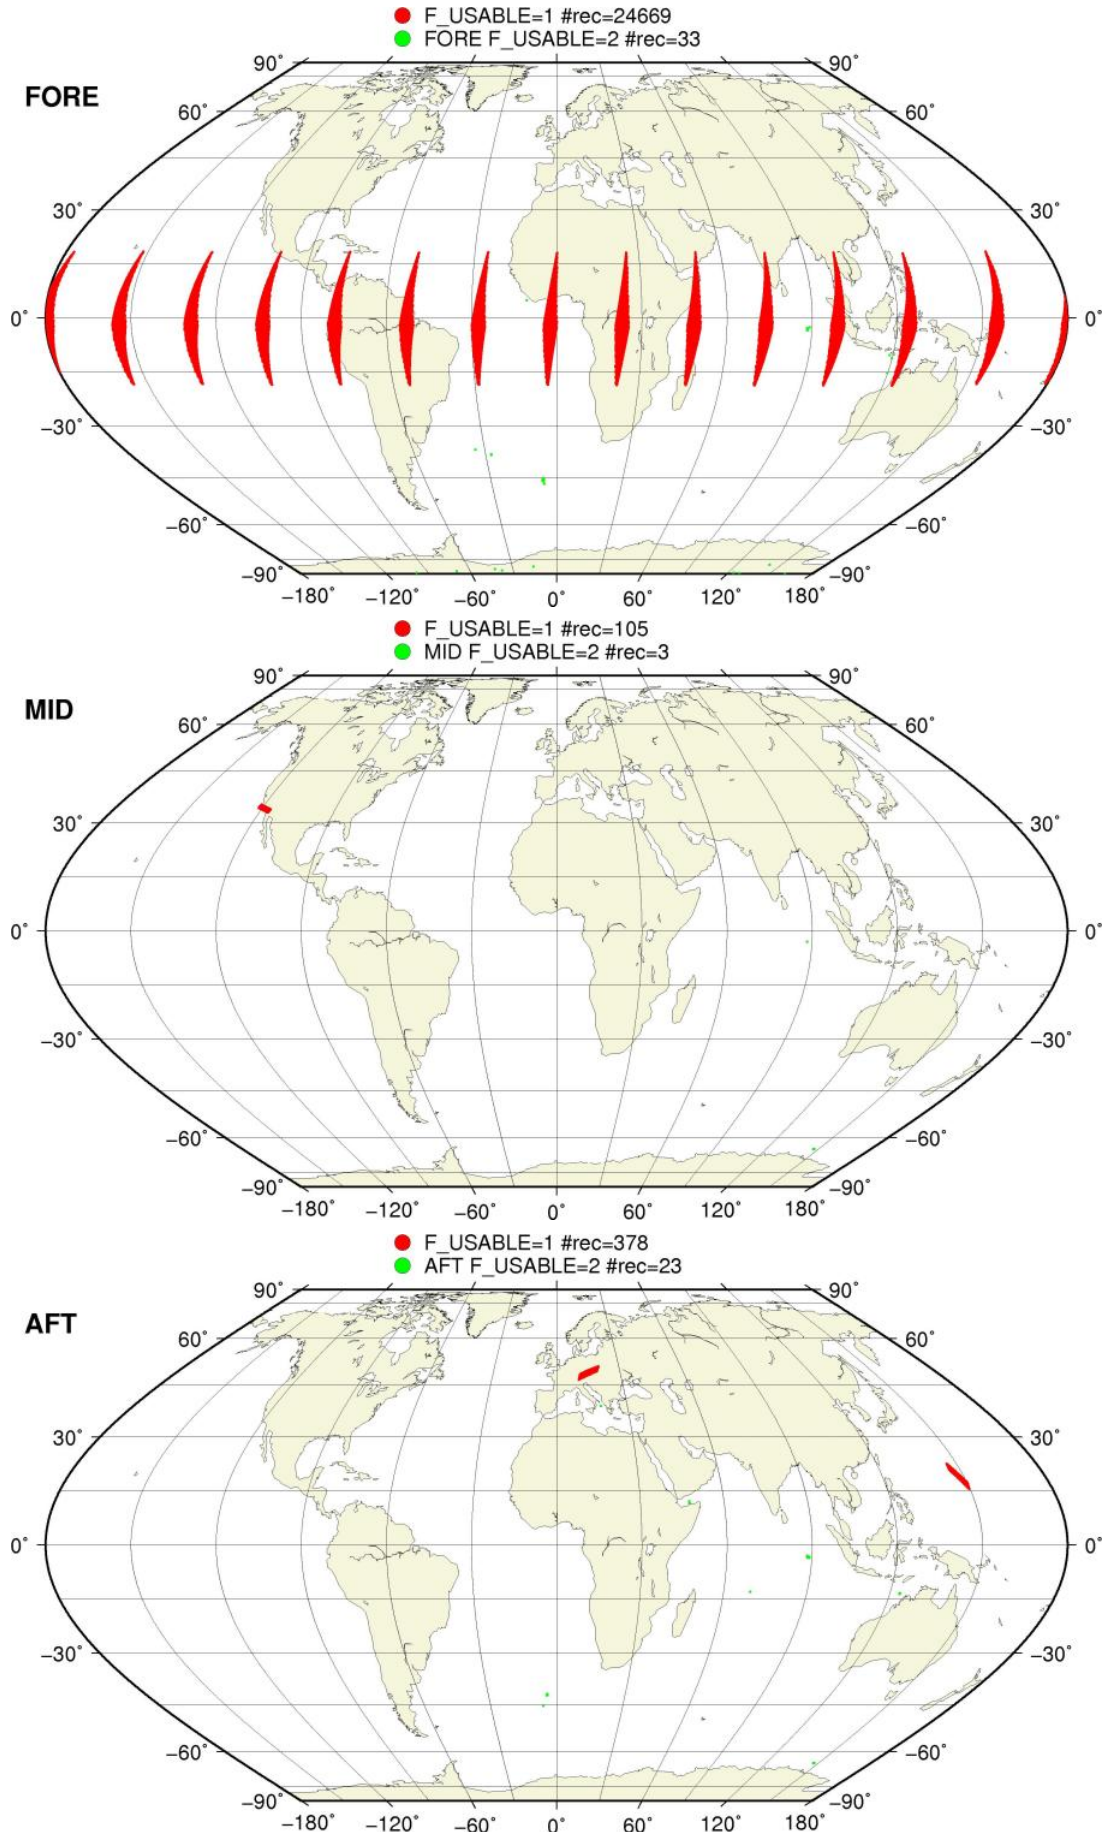 F_USABLE=1 #rec=24669
FORE F_USABLE=2 #rec=33
FORE
90° 90°
60° 60°
30° 30°
0° 0°
−30° −30°
−60° −60°
−90° −90°
−180° −120° −60° 0° 60° 120° 180°
F_USABLE=1 #rec=105
MID F_USABLE=2 #rec=3
MID
90° 90°
60° 60°
30° 30°
0° 0°
−30° −30°
−60° −60°
−90° −90°
−180° −120° −60° 0° 60° 120° 180°
F_USABLE=1 #rec=378
AFT F_USABLE=2 #rec=23
AFT
90° 90°
60° 60°
30° 30°
0° 0°
−30° −30°
−60° −60°
−90° −90°
−180° −120° −60° 0° 60° 120° 180°